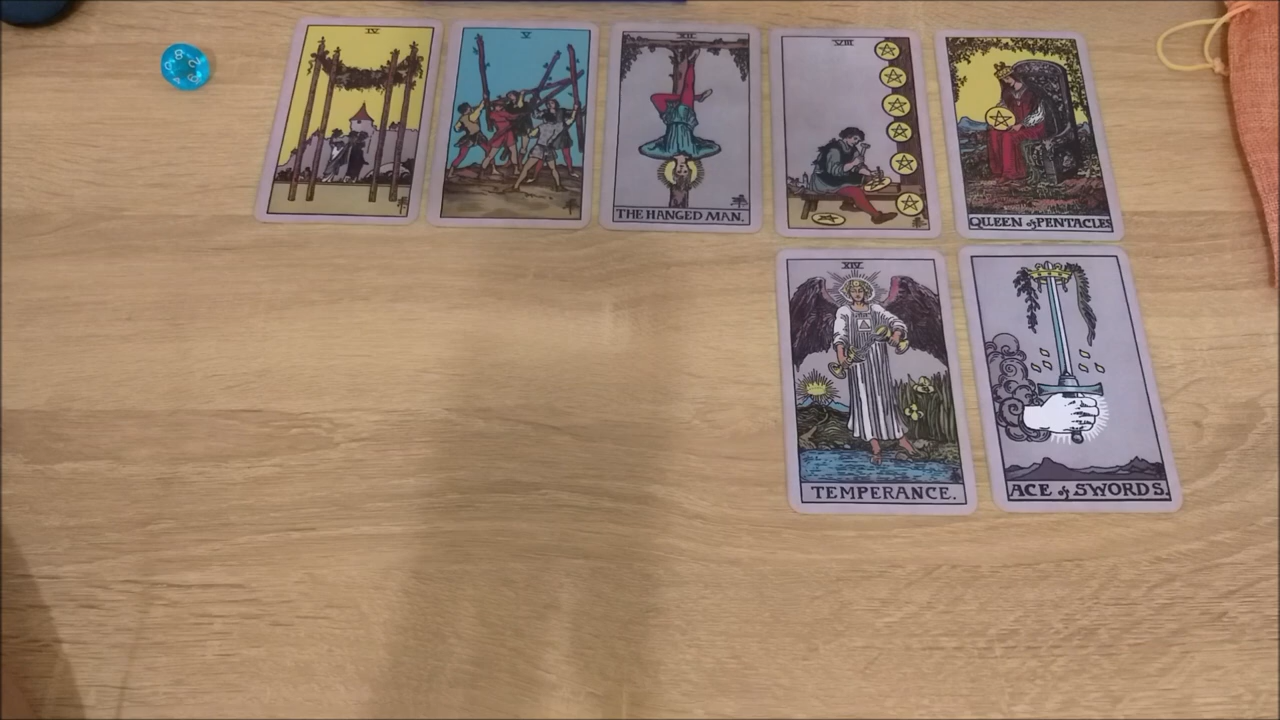 IV
V
XII
VIII
THE HANGED MAN.
QUEEN of PENTACLES
XIV
TEMPERANCE.
ACE of SWORDS.